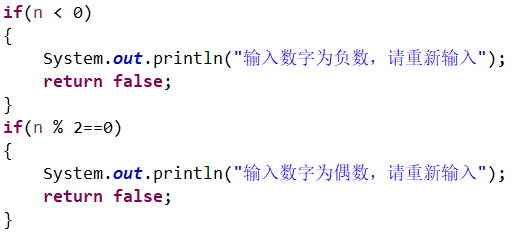 if(n < 0)
{
    System.out.println("输入数字为负数，请重新输入");
    return false;
}
if(n % 2==0)
{
    System.out.println("输入数字为偶数，请重新输入");
    return false;
}